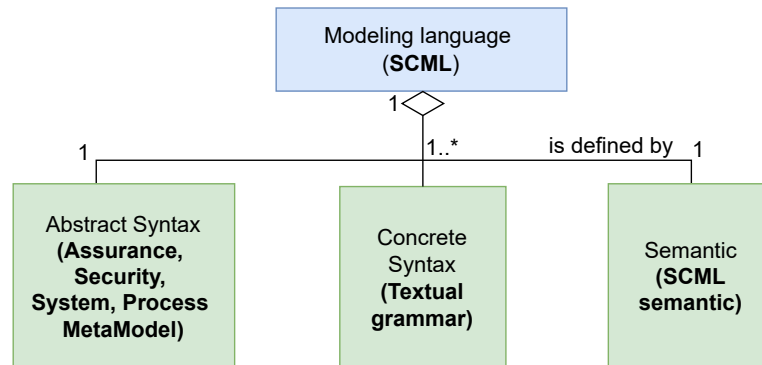 Modeling language
(SCML)
1
1
1..*
is defined by
1
Abstract Syntax
(Assurance,
Security,
System, Process
MetaModel)
Concrete
Syntax
(Textual
grammar)
Semantic
(SCML
semantic)